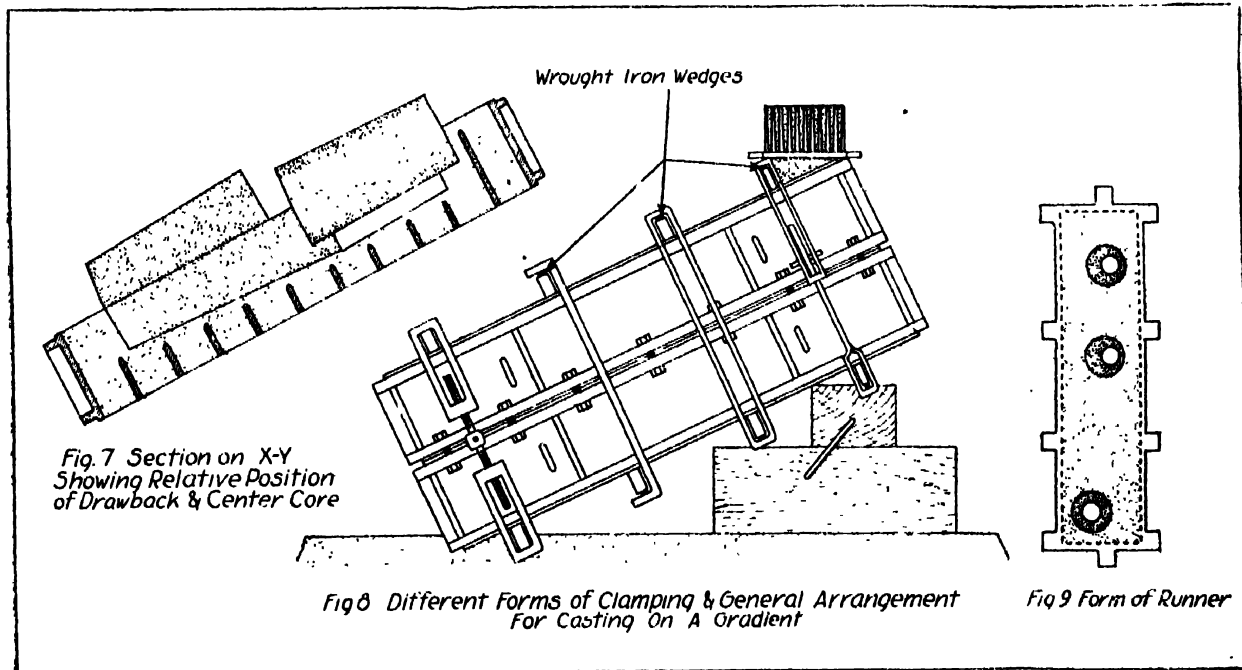 Wrought Iron Wedges
Fig. 7 Section on X-Y
Showing Relative Position
of Drawback & Center Core
Fig 8 Different Forms of Clamping & General Arrangement
For Casting On A Gradient
Fig 9 Form of Runner